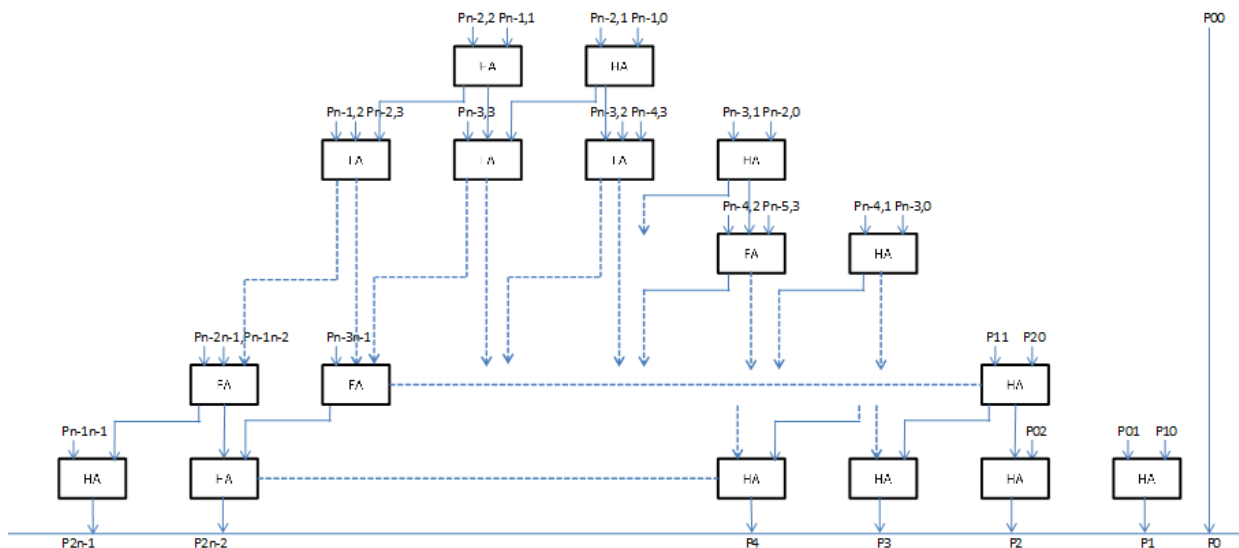 Pn-2,2 Pn-1,1 Pn-2,1 Pn-1,0 P00
HA HA
Pn-1,2 Pn-2,3 Pn-3,3 Pn-3,2 Pn-4,3 Pn-3,1 Pn-2,0
FA FA FA HA
Pn-4,2 Pn-5,3 Pn-4,1 Pn-3,0
FA HA
Pn-2n-1, Pn-1n-2 Pn-3n-1 P11 P20
FA FA HA
Pn-1n-1 P02 P01 P10
HA HA HA HA HA HA
P2n-1 P2n-2 P4 P3 P2 P1 P0